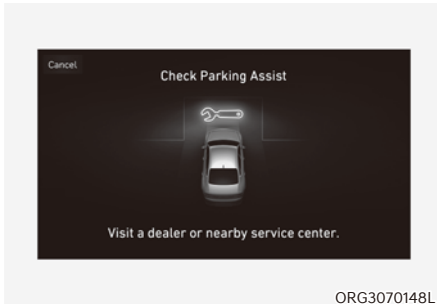 Cancel
Check Parking Assist
Visit a dealer or nearby service center.
ORG3070148L